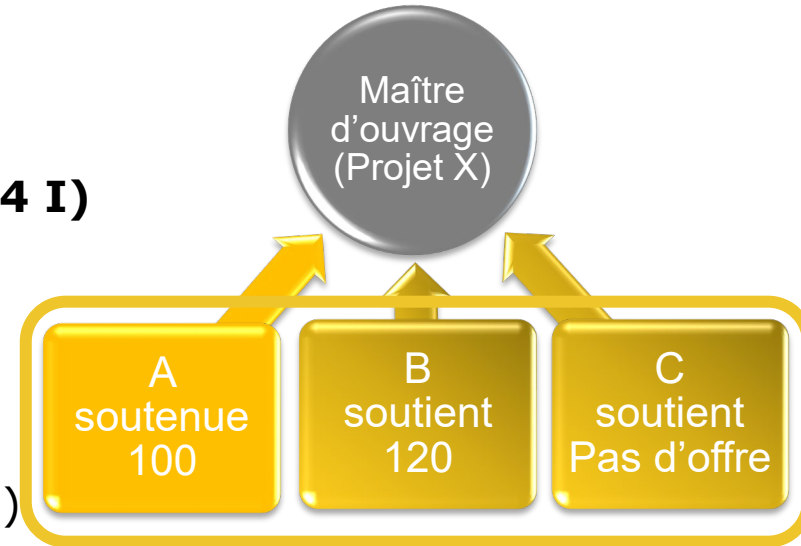 Maître
d’ouvrage
(Projet X)
4 I)
A
soutenue
100
B
soutient
120
C
soutient
Pas d’offre
)